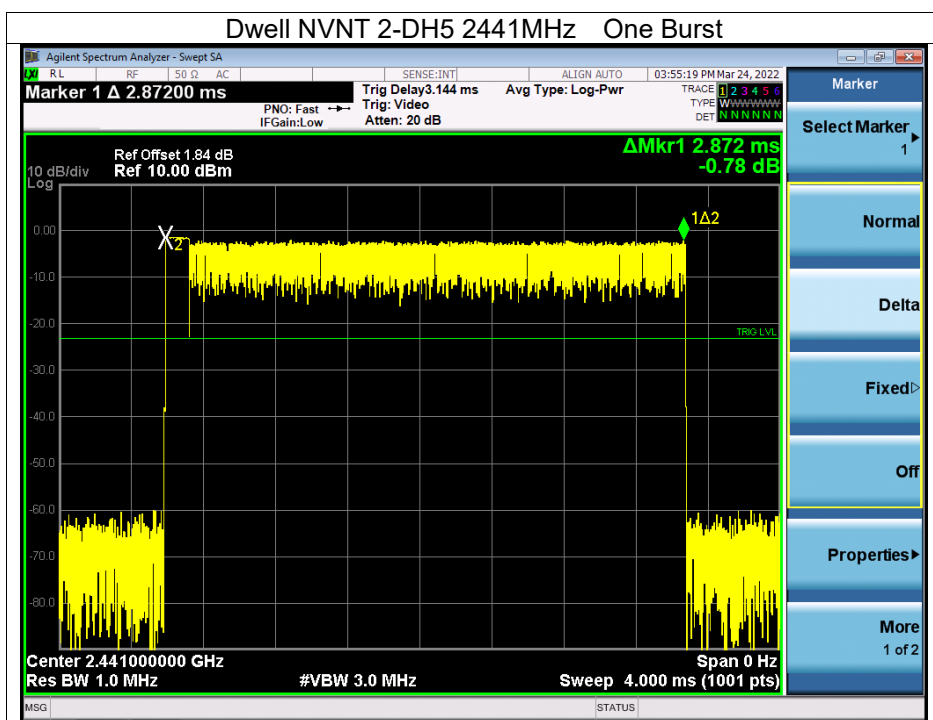 Dwell NVNT 2-DH5 2441MHz One Burst
Agilent Spectrum Analyzer - Swept SA
LXI RL RF 50 Ω AC SENSE:INT ALIGN AUTO 03:55:19 PM Mar 24, 2022
Marker 1 Δ 2.87200 ms
PNO: Fast
IFGain:Low
Trig Delay3.144 ms
Trig: Video
Atten: 20 dB
Avg Type: Log-Pwr
TRACE 1 2 3 4 5 6
TYPE WWWWWW
DET N N N N N N
ΔMkr1 2.872 ms
-0.78 dB
Ref Offset 1.84 dB
10 dB/div Ref 10.00 dBm
Log
0.00
-10.0
-20.0
-30.0
-40.0
-50.0
-60.0
-70.0
-80.0
2
1Δ2
TRIG LVL
Center 2.441000000 GHz Span 0 Hz
Res BW 1.0 MHz #VBW 3.0 MHz Sweep 4.000 ms (1001 pts)
MSG STATUS
Marker
Select Marker
1
Normal
Delta
Fixed
Off
Properties
More
1 of 2